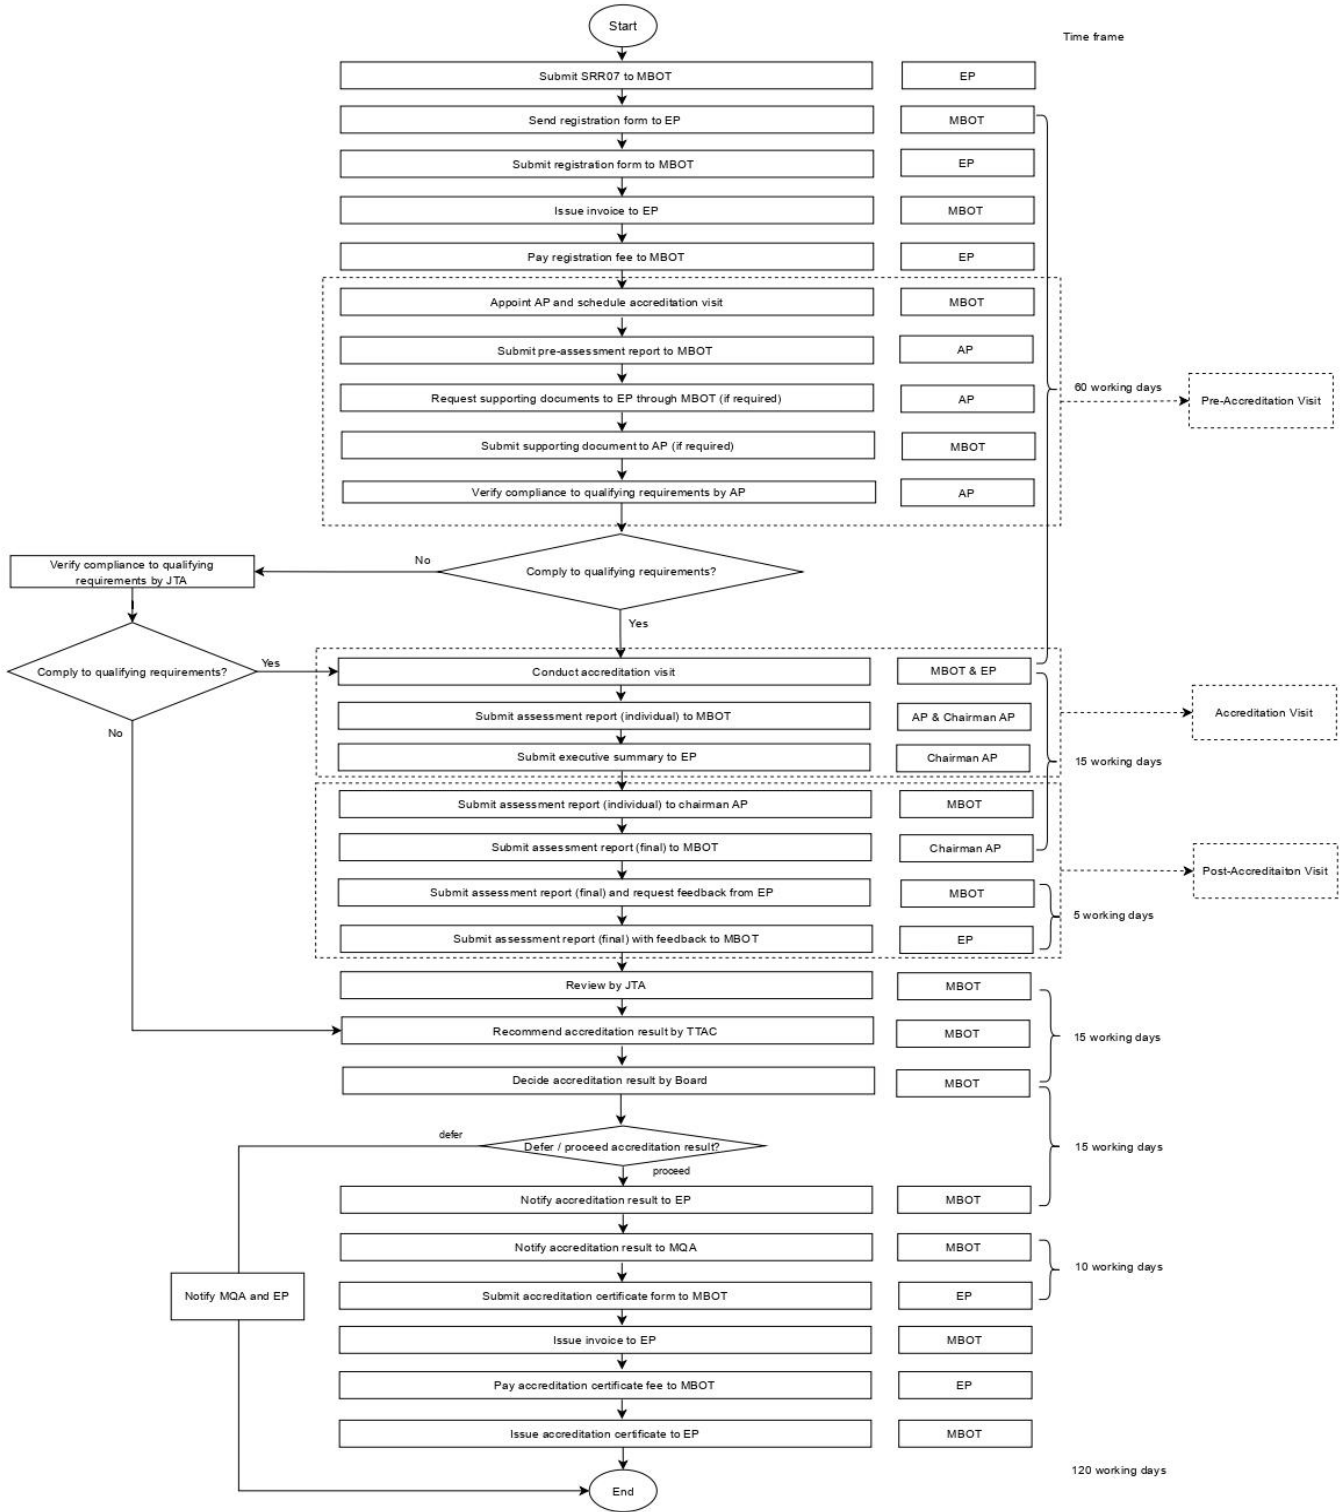 Start
Time frame
Submit SRR07 to MBOT
EP
Send registration form to EP
MBOT
Submit registration form to MBOT
EP
Issue invoice to EP
MBOT
Pay registration fee to MBOT
EP
Appoint AP and schedule accreditation visit
MBOT
Submit pre-assessment report to MBOT
AP
60 working days
Pre-Accreditation Visit
Request supporting documents to EP through MBOT (if required)
AP
Submit supporting document to AP (if required)
MBOT
Verify compliance to qualifying requirements by AP
AP
Comply to qualifying requirements?
No
Verify compliance to qualifying
requirements by JTA
Yes
Comply to qualifying requirements?
Yes
No
Conduct accreditation visit
MBOT & EP
Submit assessment report (individual) to MBOT
AP & Chairman AP
Accreditation Visit
Submit executive summary to EP
Chairman AP
15 working days
Submit assessment report (individual) to chairman AP
MBOT
Submit assessment report (final) to MBOT
Chairman AP
Post-Accreditaiton Visit
Submit assessment report (final) and request feedback from EP
MBOT
5 working days
Submit assessment report (final) with feedback to MBOT
EP
Review by JTA
MBOT
Recommend accreditation result by TTAC
MBOT
15 working days
Decide accreditation result by Board
MBOT
defer
Defer / proceed accreditation result?
15 working days
proceed
Notify accreditation result to EP
MBOT
Notify accreditation result to MQA
MBOT
10 working days
Notify MQA and EP
Submit accreditation certificate form to MBOT
EP
Issue invoice to EP
MBOT
Pay accreditation certificate fee to MBOT
EP
Issue accreditation certificate to EP
MBOT
120 working days
End